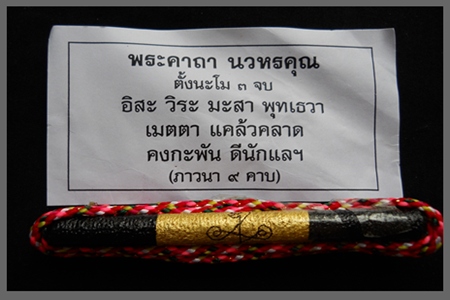 พระคาถา นวหรคุณ
ตั้งนะโม ๓ จบ
อิสะ วิระ มะสา พุทเธวา
เมตตา แคล้วคลาด
คงกะพัน ดีนักแลฯ
(ภาวนา ๙ คาบ)